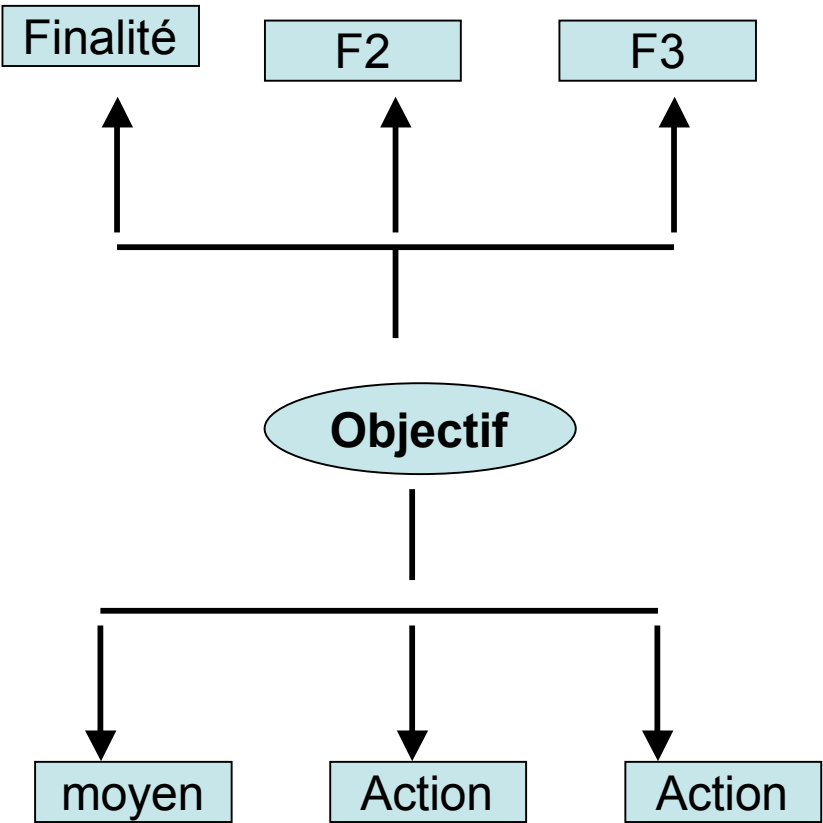 Finalité
F2
F3
Objectif
moyen
Action
Action